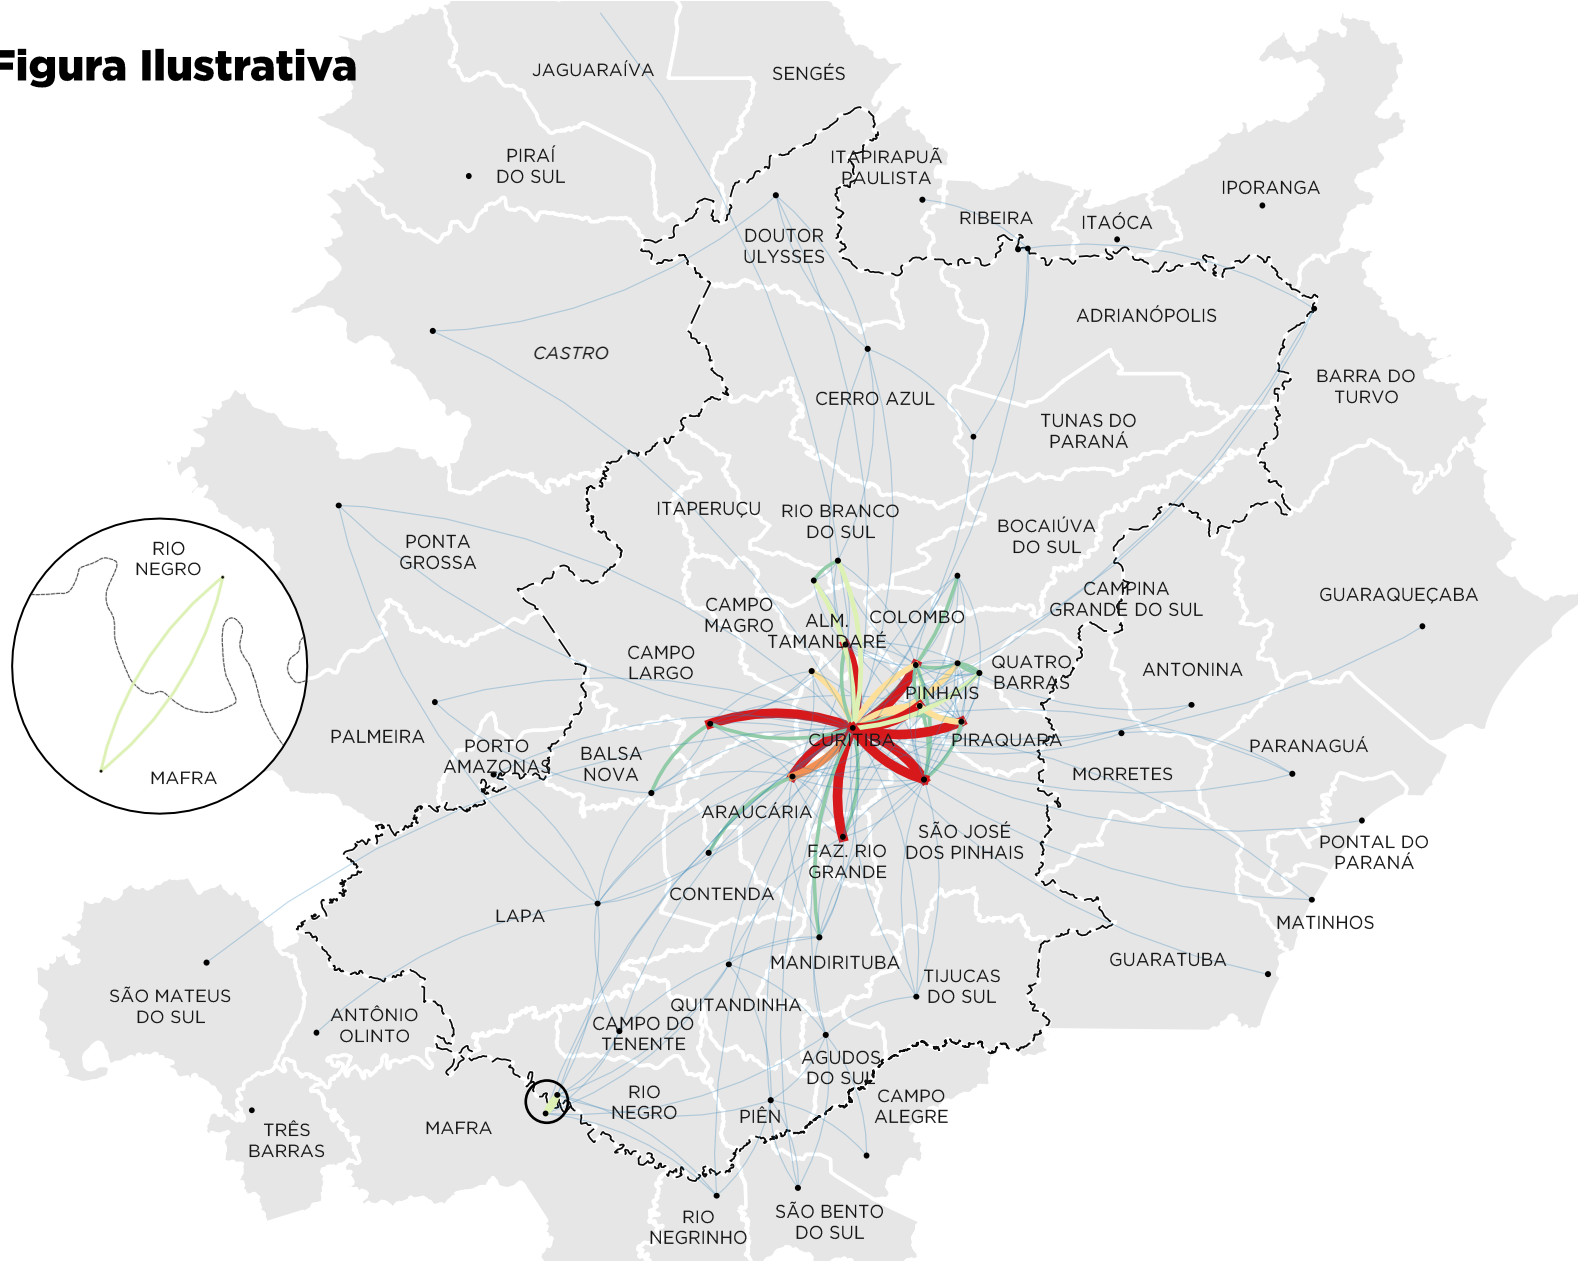 Figura Ilustrativa
JAGUARAÍVA
SENGÉS
PIRAÍ
DO SUL
ITAPIRAPUÃ
PAULISTA
IPORANGA
RIBEIRA
ITAÓCA
DOUTOR
ULYSSES
ADRIANÓPOLIS
CASTRO
BARRA DO
TURVO
CERRO AZUL
TUNAS DO
PARANÁ
ITAPERUÇU
RIO BRANCO
DO SUL
BOCAIÚVA
DO SUL
PONTA
GROSSA
RIO
NEGRO
MAFRA
CAMPINA
GRANDE DO SUL
GUARAQUEÇABA
CAMPO
MAGRO
ALM.
TAMANDARÉ
COLOMBO
CAMPO
LARGO
QUATRO
BARRAS
ANTONINA
PINHAIS
PALMEIRA
PORTO
AMAZONAS
BALSA
NOVA
CURITIBA
PIRAQUARA
PARANAGUÁ
MORRETES
ARAUCÁRIA
SÃO JOSÉ
DOS PINHAIS
FAZ. RIO
GRANDE
PONTAL DO
PARANÁ
CONTENDA
LAPA
MATINHOS
MANDIRITUBA
GUARATUBA
TIJUCAS
DO SUL
SÃO MATEUS
DO SUL
QUITANDINHA
ANTÔNIO
OLINTO
CAMPO DO
TENENTE
AGUDOS
DO SUL
RIO
NEGRO
CAMPO
ALEGRE
PIÊN
MAFRA
TRÊS
BARRAS
RIO
NEGRINHO
SÃO BENTO
DO SUL